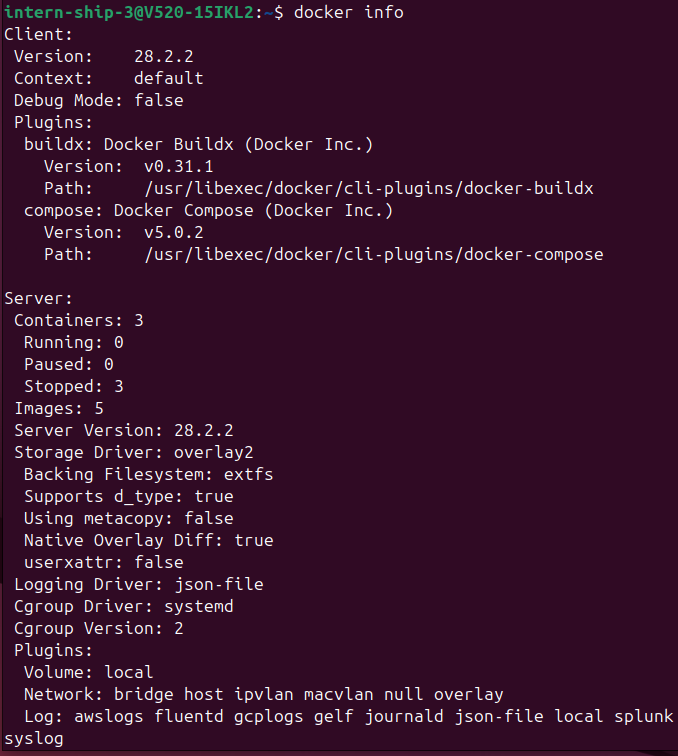 intern-ship-3@V520-15IKL2:~$ docker info
Client:
 Version:    28.2.2
 Context:    default
 Debug Mode: false
 Plugins:
  buildx: Docker Buildx (Docker Inc.)
    Version:  v0.31.1
    Path:     /usr/libexec/docker/cli-plugins/docker-buildx
  compose: Docker Compose (Docker Inc.)
    Version:  v5.0.2
    Path:     /usr/libexec/docker/cli-plugins/docker-compose

Server:
 Containers: 3
  Running: 0
  Paused: 0
  Stopped: 3
 Images: 5
 Server Version: 28.2.2
 Storage Driver: overlay2
  Backing Filesystem: extfs
  Supports d_type: true
  Using metacopy: false
  Native Overlay Diff: true
  userxattr: false
 Logging Driver: json-file
 Cgroup Driver: systemd
 Cgroup Version: 2
 Plugins:
  Volume: local
  Network: bridge host ipvlan macvlan null overlay
  Log: awslogs fluentd gcplogs gelf journald json-file local splunk
syslog